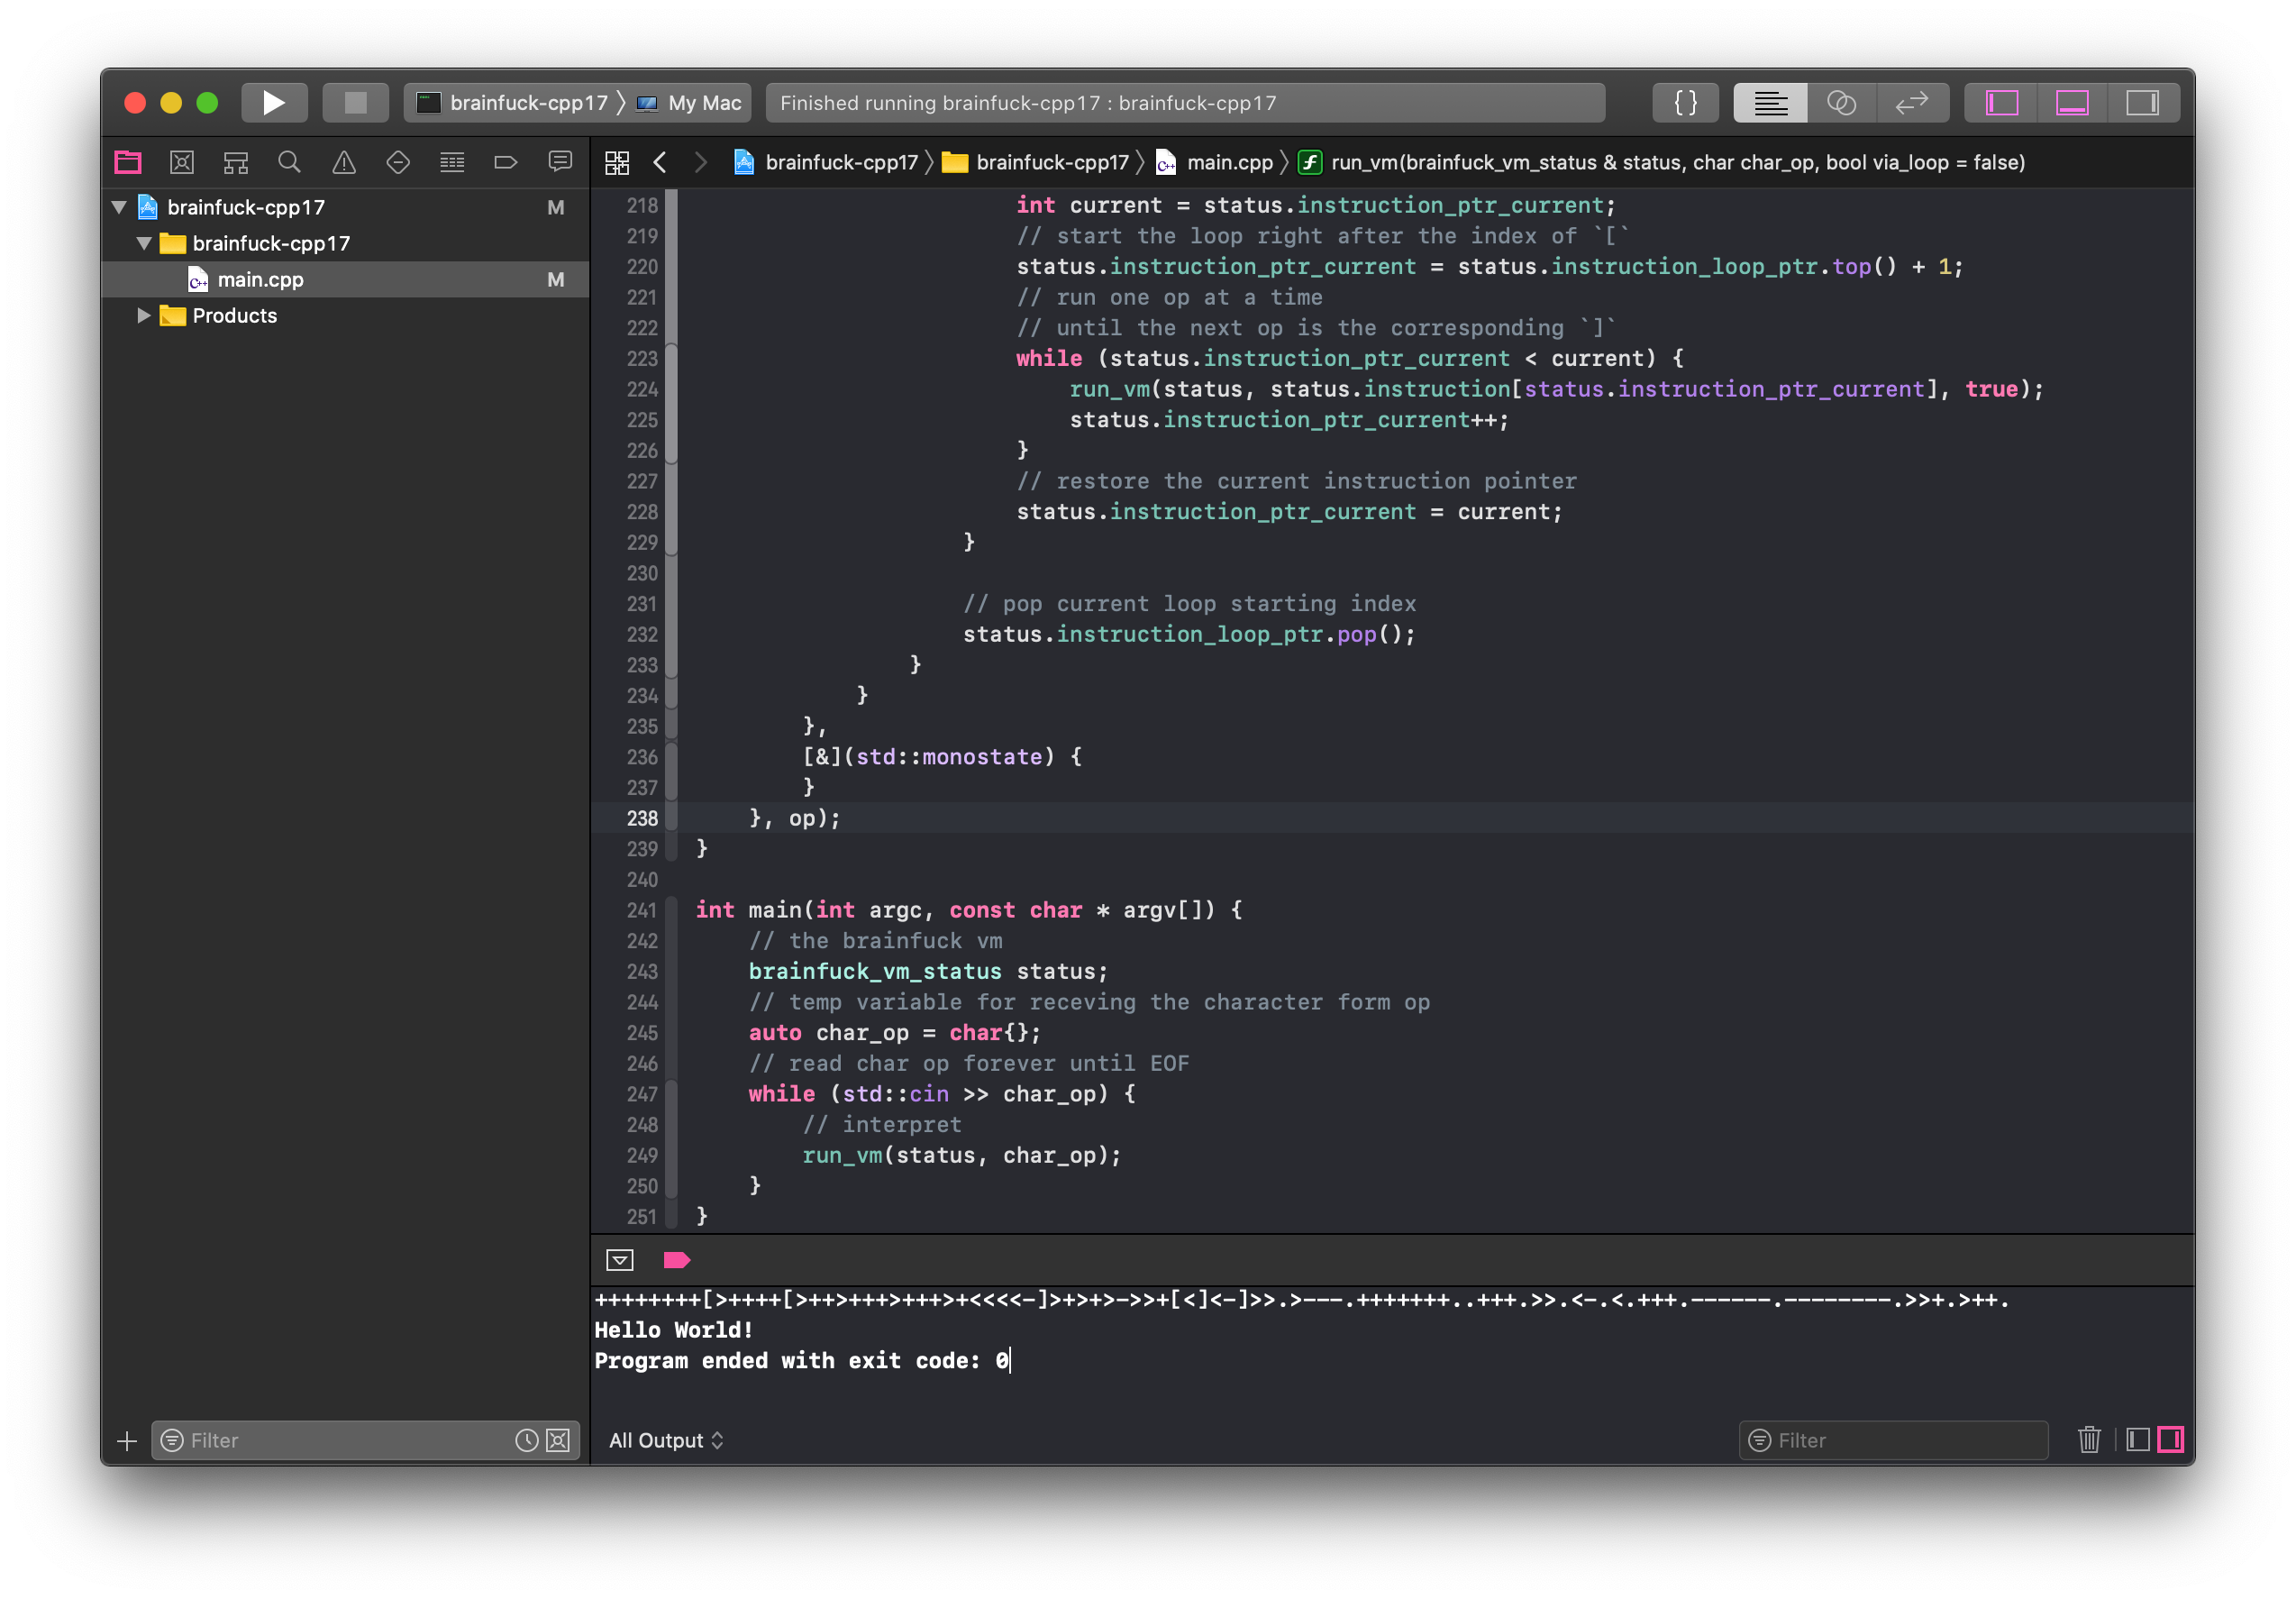 brainfuck-cpp17 〉 My Mac
Finished running brainfuck-cpp17 : brainfuck-cpp17
{ }
brainfuck-cpp17 〉 brainfuck-cpp17 〉 main.cpp 〉 f run_vm(brainfuck_vm_status & status, char char_op, bool via_loop = false)
brainfuck-cpp17 M
brainfuck-cpp17
main.cpp M
Products
218 int current = status.instruction_ptr_current;
219 // start the loop right after the index of `[`
220 status.instruction_ptr_current = status.instruction_loop_ptr.top() + 1;
221 // run one op at a time
222 // until the next op is the corresponding `]`
223 while (status.instruction_ptr_current < current) {
224 run_vm(status, status.instruction[status.instruction_ptr_current], true);
225 status.instruction_ptr_current++;
226 }
227 // restore the current instruction pointer
228 status.instruction_ptr_current = current;
229 }
230
231 // pop current loop starting index
232 status.instruction_loop_ptr.pop();
233 }
234 }
235 },
236 [&](std::monostate) {
237 }
238 }, op);
239 }
240
241 int main(int argc, const char * argv[]) {
242 // the brainfuck vm
243 brainfuck_vm_status status;
244 // temp variable for receving the character form op
245 auto char_op = char{};
246 // read char op forever until EOF
247 while (std::cin >> char_op) {
248 // interpret
249 run_vm(status, char_op);
250 }
251 }
++++++++[>++++[>++>+++>+++>+<<<<-]>+>+>->>+[<]<-]>>.>---.+++++++..+++.>>.<-.<.+++.------.--------.>>+.>++.
Hello World!
Program ended with exit code: 0
Filter
All Output
Filter